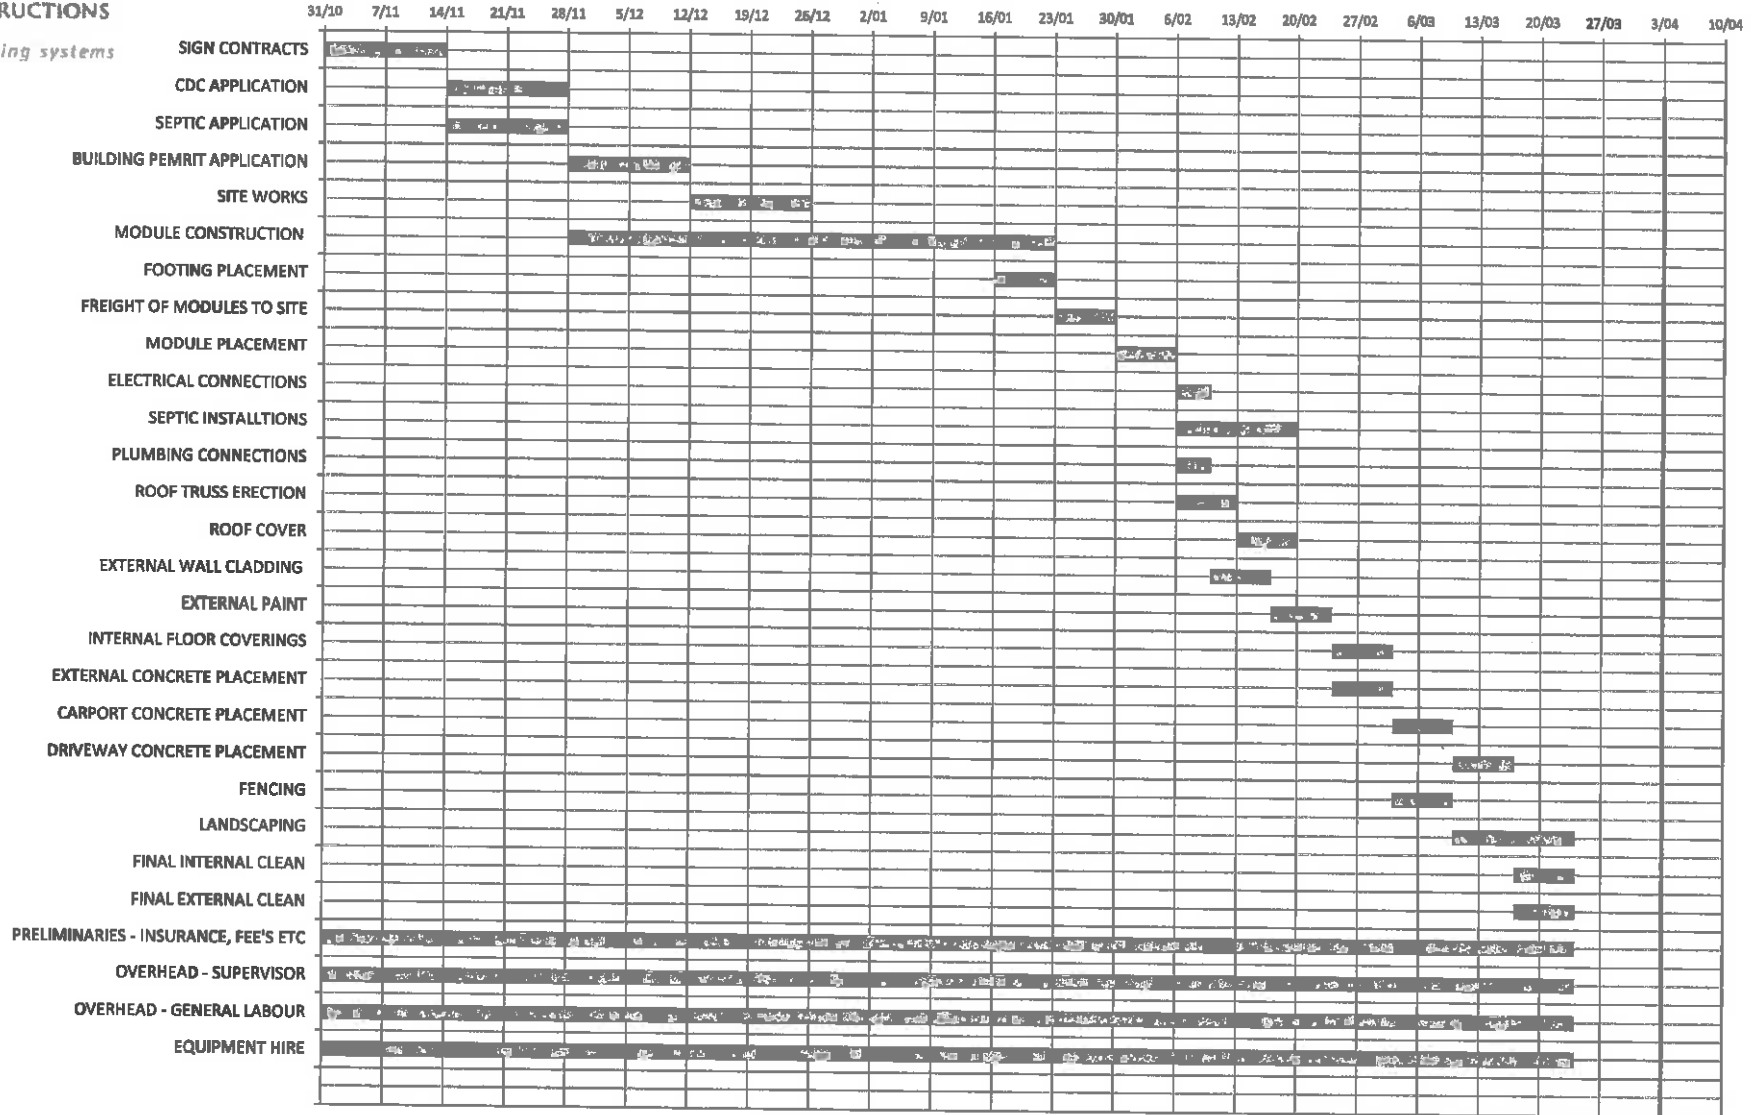 RUCTIONS
ing systems
31/10 7/11 14/11 21/11 28/11 5/12 12/12 19/12 26/12 2/01 9/01 16/01 23/01 30/01 6/02 13/02 20/02 27/02 6/03 13/03 20/03 27/03 3/04 10/04
SIGN CONTRACTS
CDC APPLICATION
SEPTIC APPLICATION
BUILDING PEMRIT APPLICATION
SITE WORKS
MODULE CONSTRUCTION
FOOTING PLACEMENT
FREIGHT OF MODULES TO SITE
MODULE PLACEMENT
ELECTRICAL CONNECTIONS
SEPTIC INSTALLTIONS
PLUMBING CONNECTIONS
ROOF TRUSS ERECTION
ROOF COVER
EXTERNAL WALL CLADDING
EXTERNAL PAINT
INTERNAL FLOOR COVERINGS
EXTERNAL CONCRETE PLACEMENT
CARPORT CONCRETE PLACEMENT
DRIVEWAY CONCRETE PLACEMENT
FENCING
LANDSCAPING
FINAL INTERNAL CLEAN
FINAL EXTERNAL CLEAN
PRELIMINARIES - INSURANCE, FEE'S ETC
OVERHEAD - SUPERVISOR
OVERHEAD - GENERAL LABOUR
EQUIPMENT HIRE